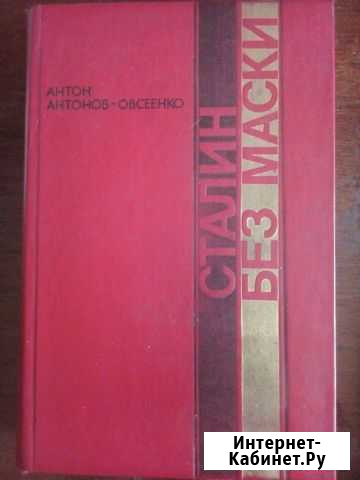 АНТОН
АНТОНОВ-ОВСЕЕНКО
СТАЛИН
БЕЗ МАСКИ
Интернет-
Кабинет.Ру